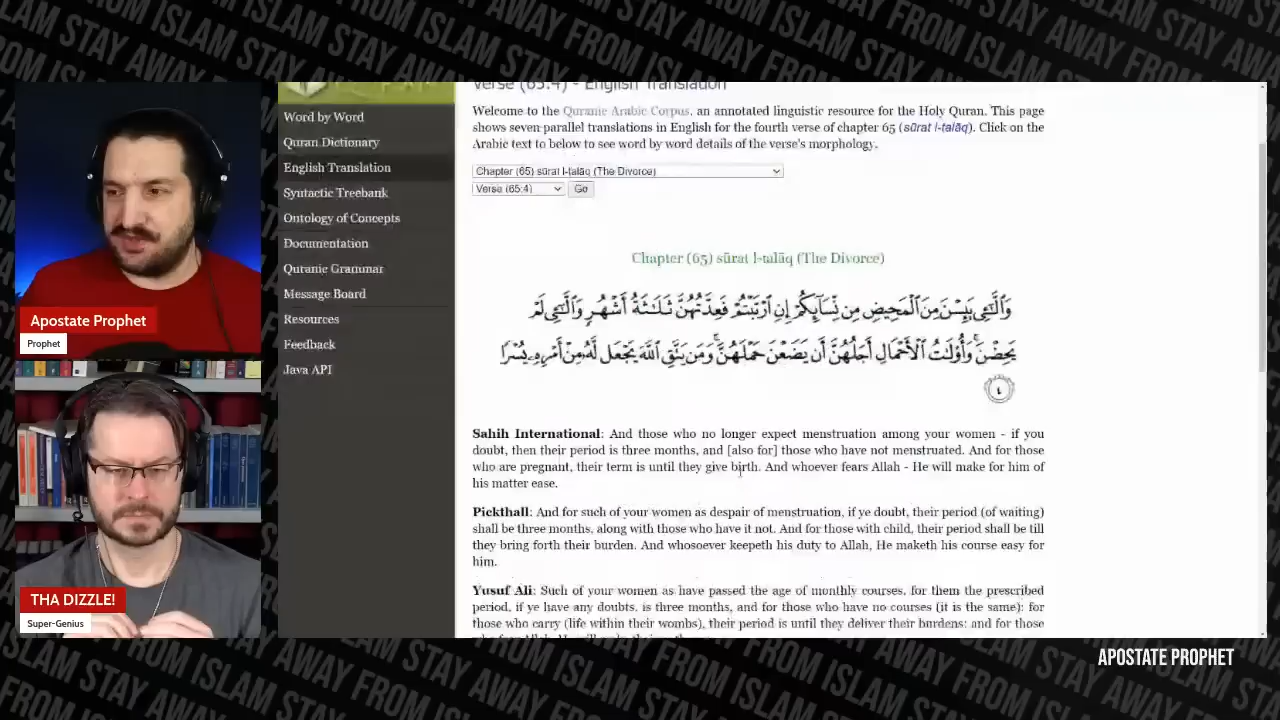 STAY AWAY FROM ISLAM STAY AWAY FROM ISLAM
Apostate Prophet
Prophet
THA DIZZLE!
Super-Genius
Word by Word
Quran Dictionary
English Translation
Syntactic Treebank
Ontology of Concepts
Documentation
Quranic Grammar
Message Board
Resources
Feedback
Java API
Verse (65:4) - English Translation
Welcome to the Quranic Arabic Corpus, an annotated linguistic resource for the Holy Quran. This page
shows seven parallel translations in English for the fourth verse of chapter 65 (sūrat l-ṭalāq). Click on the
Arabic text to below to see word by word details of the verse's morphology.
Chapter (65) sūrat l-ṭalāq (The Divorce)
Verse (65:4) Go
Chapter (65) sūrat l-ṭalāq (The Divorce)
وَٱلَّـٰٓـِٔى يَئِسْنَ مِنَ ٱلْمَحِيضِ مِن نِّسَآئِكُمْ إِنِ ٱرْتَبْتُمْ فَعِدَّتُهُنَّ ثَلَـٰثَةُ أَشْهُرٍ وَٱلَّـٰٓـِٔى لَمْ
يَحِضْنَ ۚ وَأُو۟لَـٰتُ ٱلْأَحْمَالِ أَجَلُهُنَّ أَن يَضَعْنَ حَمْلَهُنَّ ۚ وَمَن يَتَّقِ ٱللَّهَ يَجْعَل لَّهُۥ مِنْ أَمْرِهِۦ يُسْرًا
٤
Sahih International: And those who no longer expect menstruation among your women - if you
doubt, then their period is three months, and [also for] those who have not menstruated. And for those
who are pregnant, their term is until they give birth. And whoever fears Allah - He will make for him of
his matter ease.
Pickthall: And for such of your women as despair of menstruation, if ye doubt, their period (of waiting)
shall be three months, along with those who have it not. And for those with child, their period shall be till
they bring forth their burden. And whosoever keepeth his duty to Allah, He maketh his course easy for
him.
Yusuf Ali: Such of your women as have passed the age of monthly courses, for them the prescribed
period, if ye have any doubts, is three months, and for those who have no courses (it is the same): for
those who carry (life within their wombs), their period is until they deliver their burdens: and for those
APOSTATE PROPHET